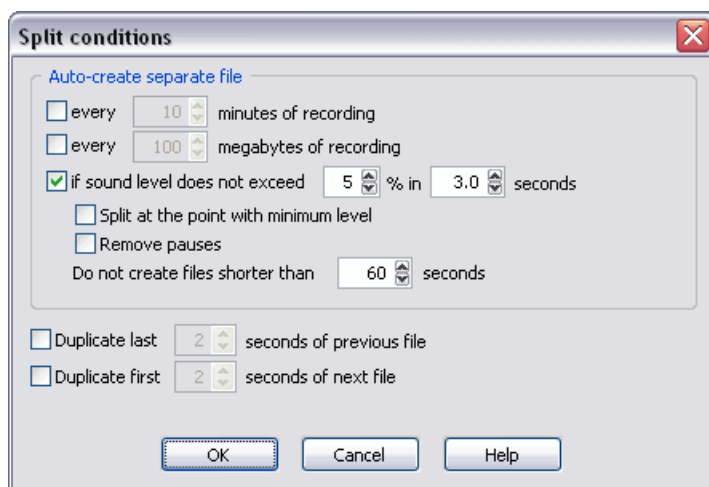 Split conditions
Auto-create separate file
every 10 minutes of recording
every 100 megabytes of recording
if sound level does not exceed 5 % in 3.0 seconds
Split at the point with minimum level
Remove pauses
Do not create files shorter than 60 seconds
Duplicate last 2 seconds of previous file
Duplicate first 2 seconds of next file
OK Cancel Help